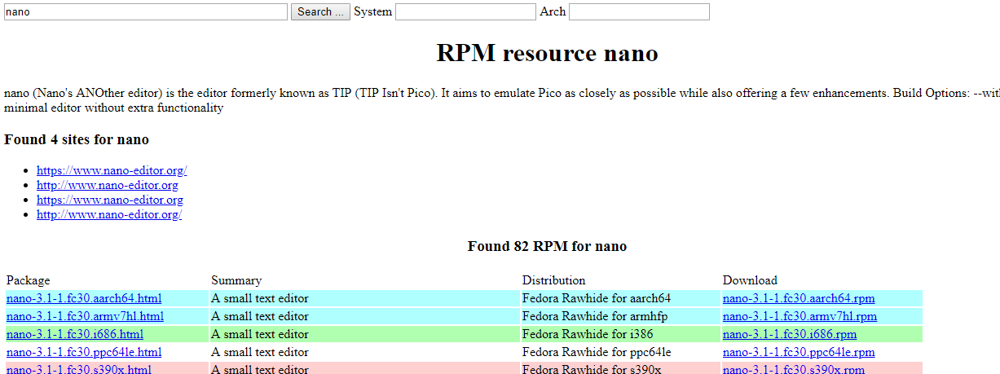 nano Search ... System Arch
RPM resource nano
nano (Nano's ANOther editor) is the editor formerly known as TIP (TIP Isn't Pico). It aims to emulate Pico as closely as possible while also offering a few enhancements. Build Options: --with
minimal editor without extra functionality
Found 4 sites for nano
https://www.nano-editor.org/
http://www.nano-editor.org
https://www.nano-editor.org
http://www.nano-editor.org/
Found 82 RPM for nano
Package Summary Distribution Download
nano-3.1-1.fc30.aarch64.html A small text editor Fedora Rawhide for aarch64 nano-3.1-1.fc30.aarch64.rpm
nano-3.1-1.fc30.armv7hl.html A small text editor Fedora Rawhide for armhfp nano-3.1-1.fc30.armv7hl.rpm
nano-3.1-1.fc30.i686.html A small text editor Fedora Rawhide for i386 nano-3.1-1.fc30.i686.rpm
nano-3.1-1.fc30.ppc64le.html A small text editor Fedora Rawhide for ppc64le nano-3.1-1.fc30.ppc64le.rpm
nano-3.1-1.fc30.s390x.html A small text editor Fedora Rawhide for s390x nano-3.1-1.fc30.s390x.rpm